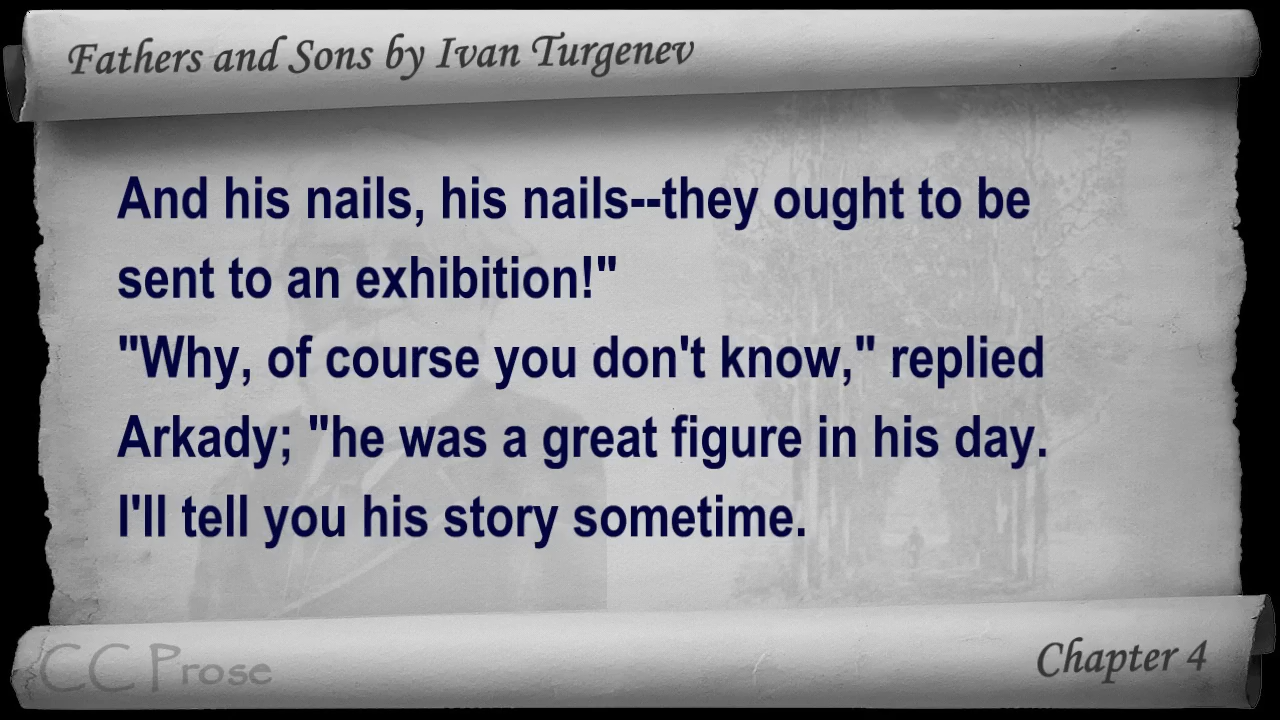 Fathers and Sons by Ivan Turgenev
And his nails, his nails--they ought to be
sent to an exhibition!"
"Why, of course you don't know," replied
Arkady; "he was a great figure in his day.
I'll tell you his story sometime.
CC Prose
Chapter 4